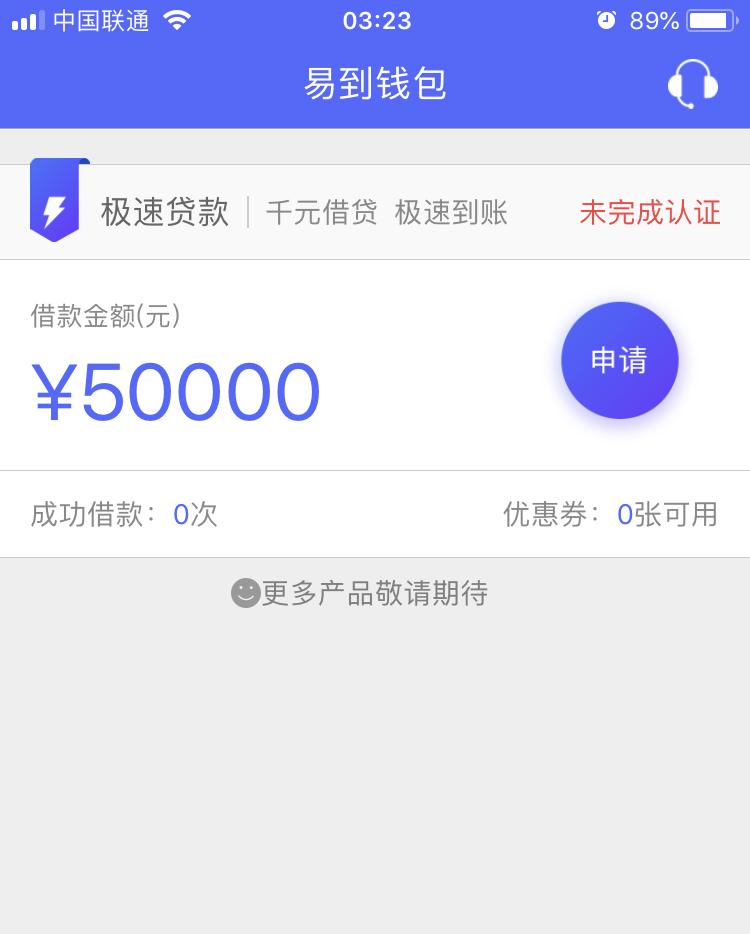 中国联通 03:23 89%
易到钱包
极速贷款 千元借贷 极速到账 未完成认证
借款金额(元)
¥50000
申请
成功借款：0次 优惠券：0张可用
更多产品敬请期待